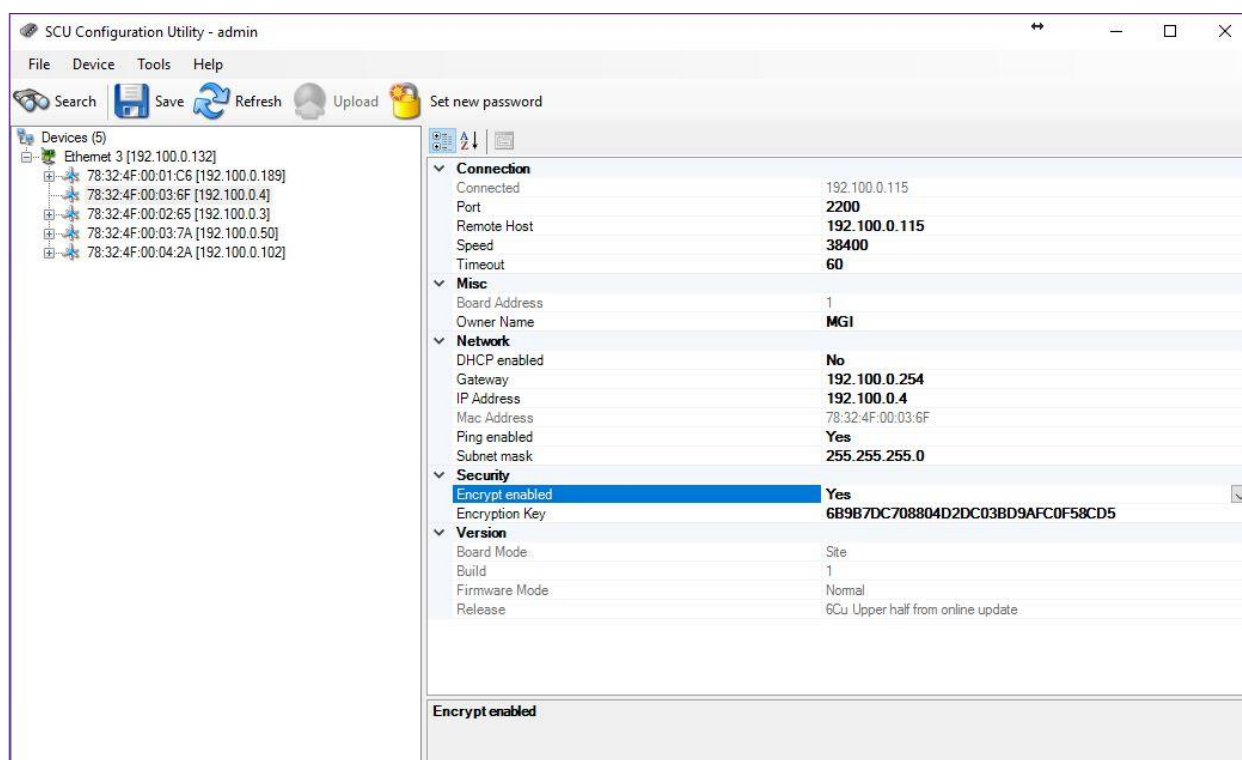 SCU Configuration Utility - admin
File Device Tools Help
Search Save Refresh Upload Set new password
Devices (5)
Ethernet 3 [192.100.0.132]
78:32:4F:00:01:C6 [192.100.0.189]
78:32:4F:00:03:6F [192.100.0.4]
78:32:4F:00:02:65 [192.100.0.3]
78:32:4F:00:03:7A [192.100.0.50]
78:32:4F:00:04:2A [192.100.0.102]
Connection
Connected 192.100.0.115
Port 2200
Remote Host 192.100.0.115
Speed 38400
Timeout 60
Misc
Board Address 1
Owner Name MGI
Network
DHCP enabled No
Gateway 192.100.0.254
IP Address 192.100.0.4
Mac Address 78:32:4F:00:03:6F
Ping enabled Yes
Subnet mask 255.255.255.0
Security
Encrypt enabled Yes
Encryption Key 6B9B7DC708804D2DC03BD9AFC0F58CD5
Version
Board Mode Site
Build 1
Firmware Mode Normal
Release 6Cu Upper half from online update
Encrypt enabled